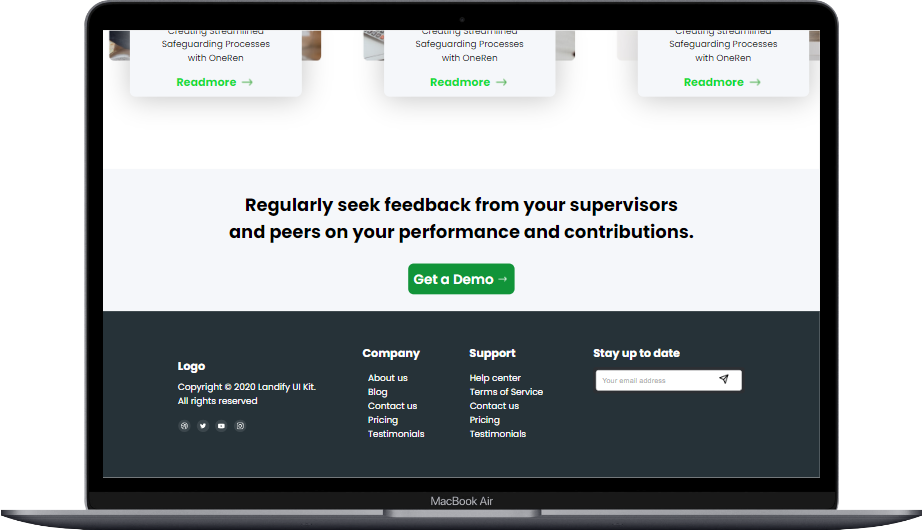 Creating Streamlined
Safeguarding Processes
with OneRen
Readmore →
Creating Streamlined
Safeguarding Processes
with OneRen
Readmore →
Creating Streamlined
Safeguarding Processes
with OneRen
Readmore →
Regularly seek feedback from your supervisors
and peers on your performance and contributions.
Get a Demo →
Logo
Copyright © 2020 Landify UI Kit.
All rights reserved
Company
About us
Blog
Contact us
Pricing
Testimonials
Support
Help center
Terms of Service
Contact us
Pricing
Testimonials
Stay up to date
Your email address
MacBook Air